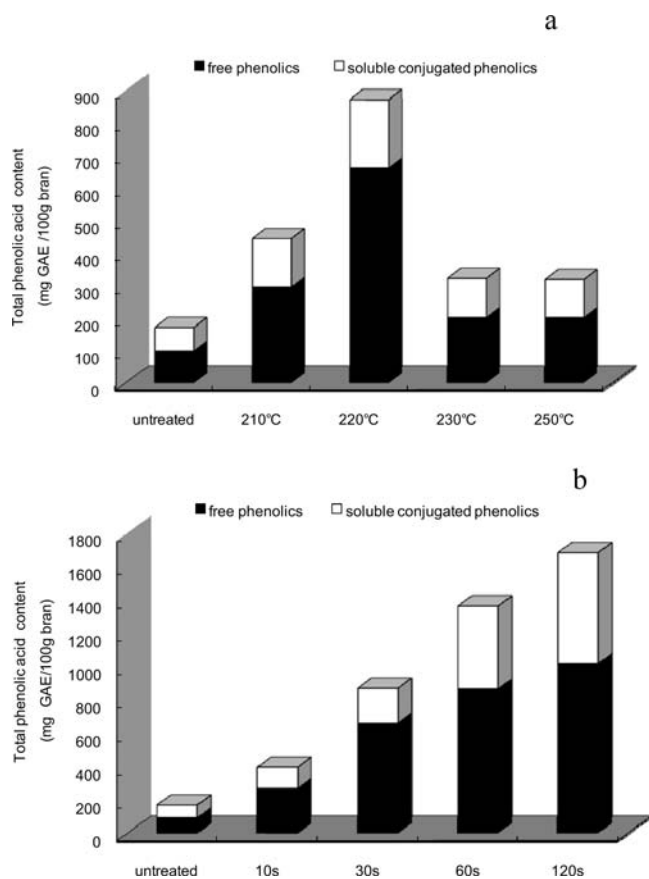 a
free phenolics soluble conjugated phenolics
Total phenolic acid content
(mg GAE /100g bran)
900
800
700
600
500
400
300
200
100
0
untreated 210℃ 220℃ 230℃ 250℃
b
free phenolics soluble conjugated phenolics
Total phenolic acid content
(mg GAE/100g bran)
1800
1600
1400
1200
1000
800
600
400
200
0
untreated 10s 30s 60s 120s